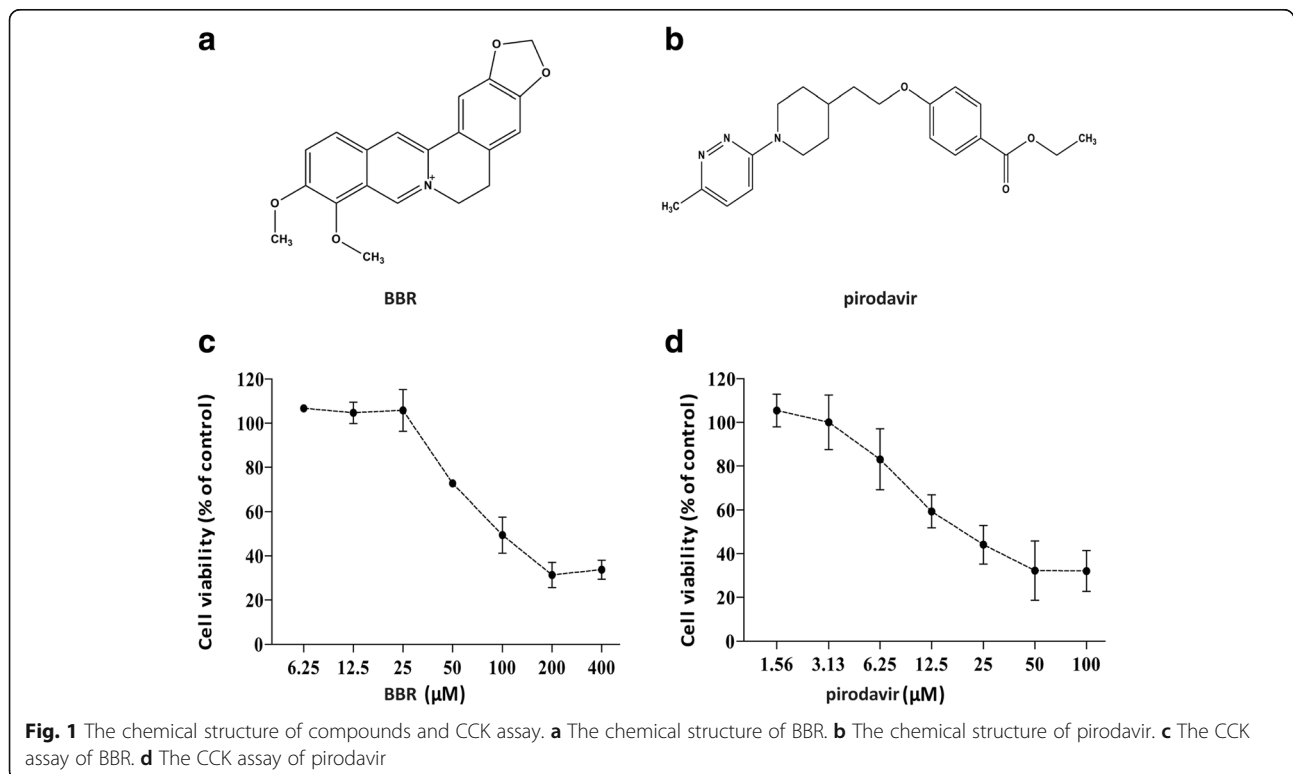 a
b
O
O
N+
O
CH3
O
CH3
BBR
O
N
N
N
H3C
O
O
CH3
pirodavir
c
d
Cell viability (% of control)
120
100
80
60
40
20
0
6.25 12.5 25 50 100 200 400
BBR (µM)
Cell viability (% of control)
120
100
80
60
40
20
0
1.56 3.13 6.25 12.5 25 50 100
pirodavir(µM)
Fig. 1 The chemical structure of compounds and CCK assay. a The chemical structure of BBR. b The chemical structure of pirodavir. c The CCK
assay of BBR. d The CCK assay of pirodavir